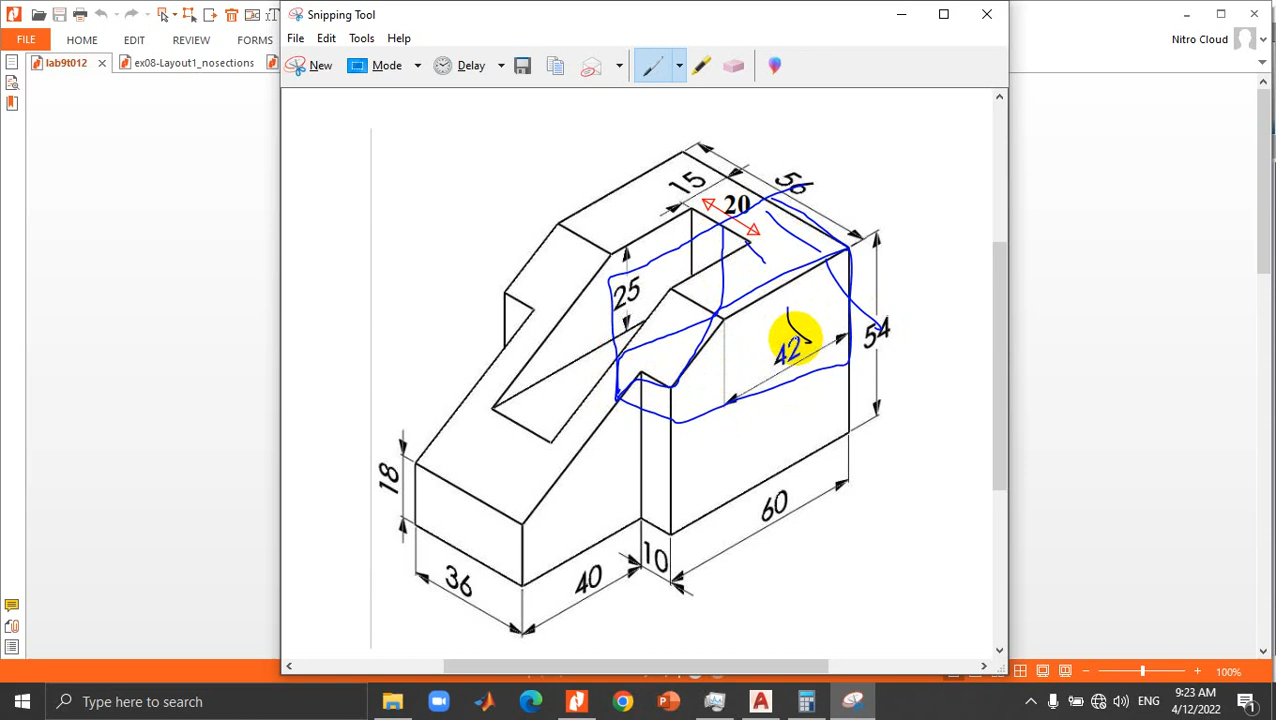 Snipping Tool
File Edit Tools Help
New Mode Delay
FILE HOME EDIT REVIEW FORMS
Nitro Cloud
lab9t012 ex08-Layout1_nosections
15
56
20
25
42
54
18
60
10
36
40
100%
Type here to search
ENG
9:23 AM
4/12/2022
1